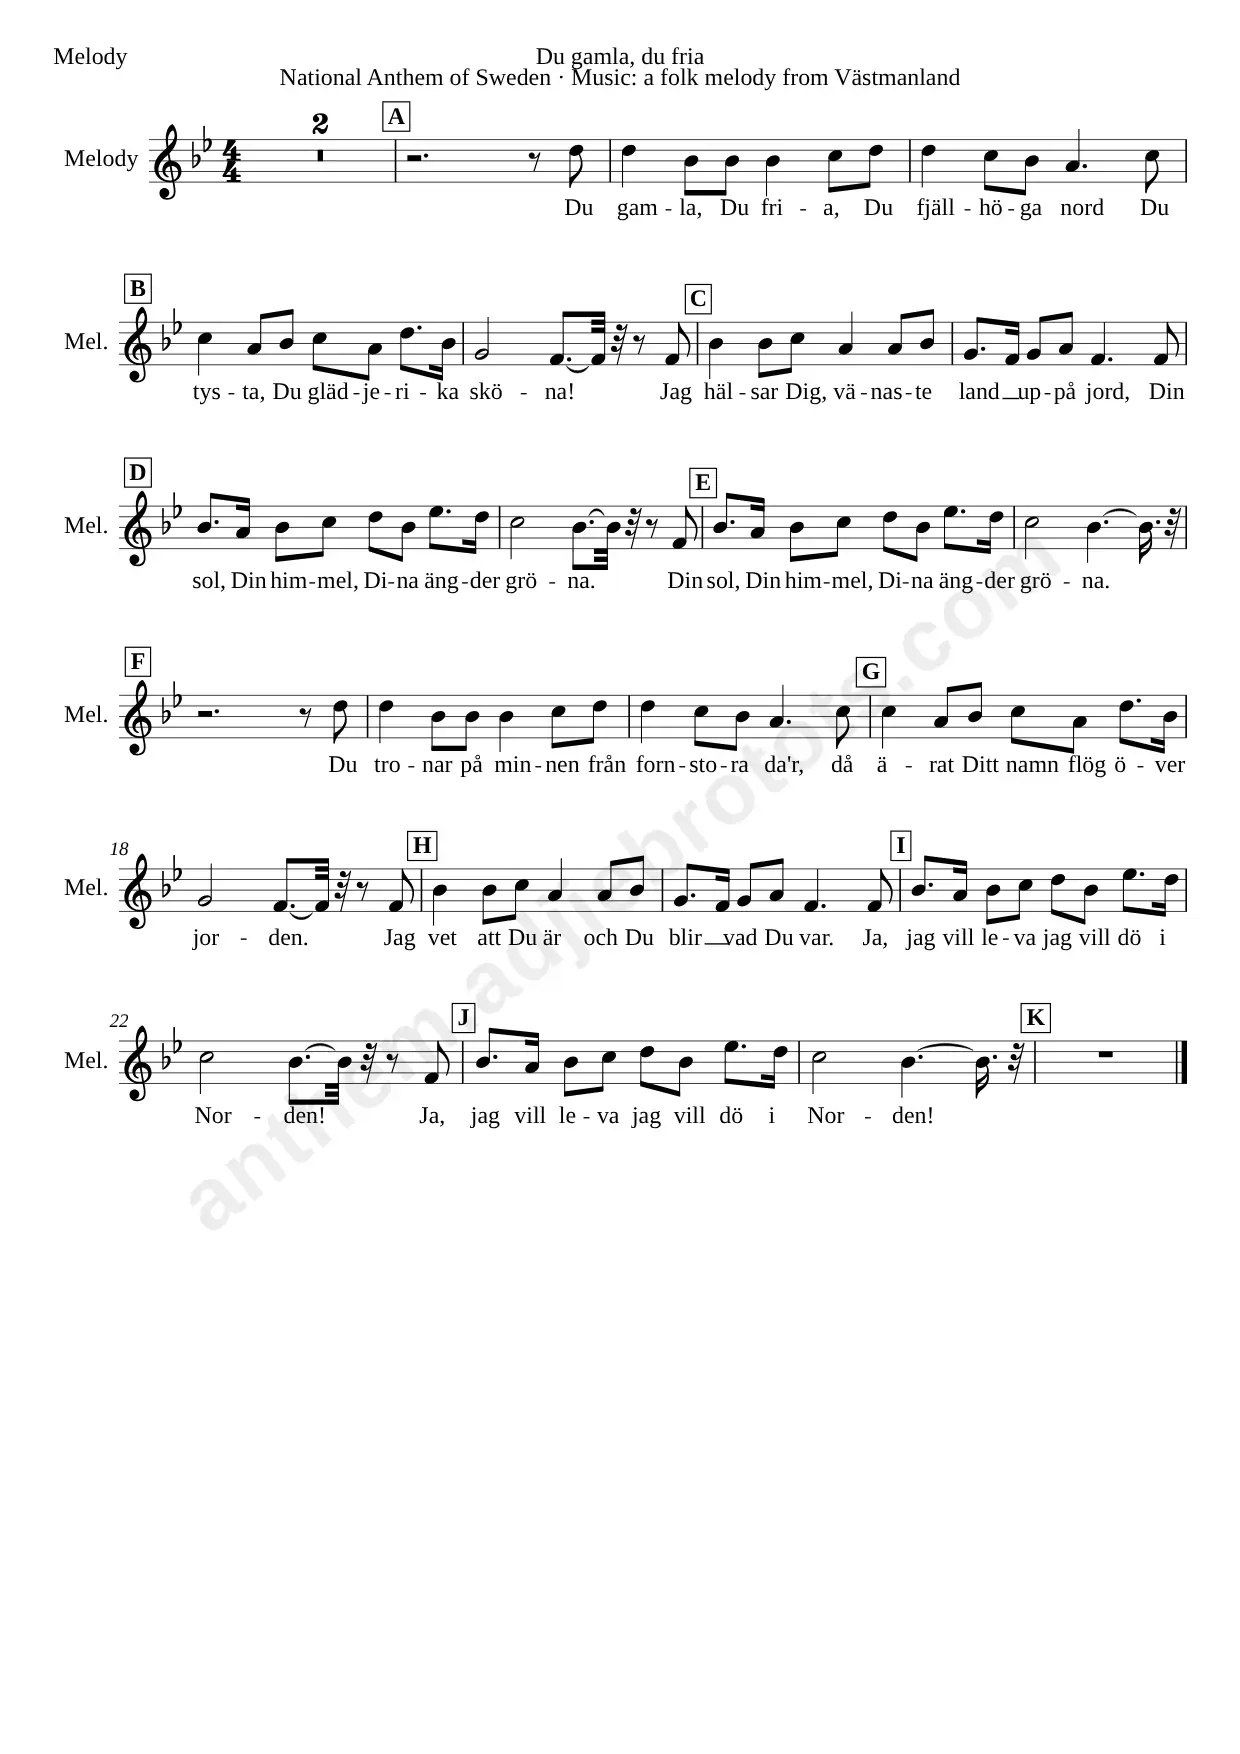 Melody
Du gamla, du fria
National Anthem of Sweden · Music: a folk melody from Västmanland
2
A
Melody
4
4
Du gam - la, Du fri - a, Du fjäll - hö - ga nord Du
B
C
Mel.
tys - ta, Du gläd - je - ri - ka skö - na! Jag häl - sar Dig, vä - nas - te land __ up - på jord, Din
D
E
Mel.
sol, Din him - mel, Di - na äng - der grö - na. Din sol, Din him - mel, Di - na äng - der grö - na.
F
G
Mel.
Du tro - nar på min - nen från forn - sto - ra da'r, då ä - rat Ditt namn flög ö - ver
18
H
I
Mel.
jor - den. Jag vet att Du är och Du blir __ vad Du var. Ja, jag vill le - va jag vill dö i
22
J
K
Mel.
Nor - den! Ja, jag vill le - va jag vill dö i Nor - den!
anthem.adjiebrotots.com